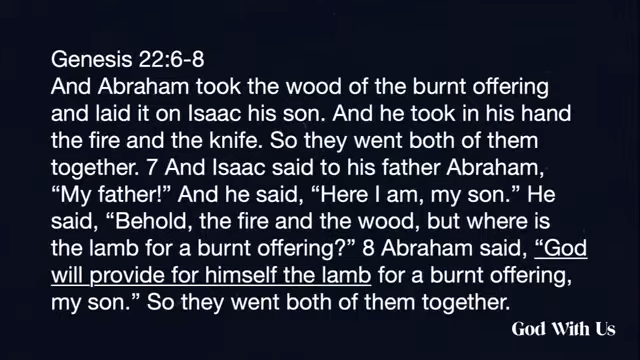 Genesis 22:6-8
And Abraham took the wood of the burnt offering
and laid it on Isaac his son. And he took in his hand
the fire and the knife. So they went both of them
together. 7 And Isaac said to his father Abraham,
“My father!” And he said, “Here I am, my son.” He
said, “Behold, the fire and the wood, but where is
the lamb for a burnt offering?” 8 Abraham said, “God
will provide for himself the lamb for a burnt offering,
my son.” So they went both of them together.
God With Us